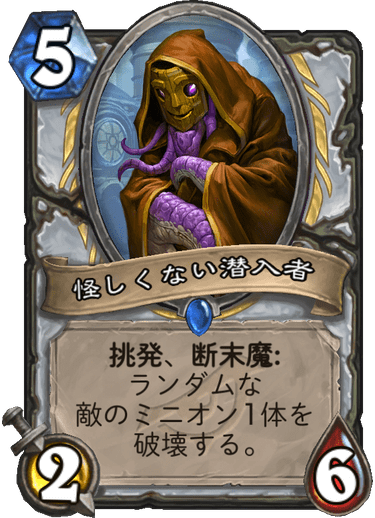 5
怪しくない潜入者
挑発、断末魔:
ランダムな
敵のミニオン1体を
破壊する。
2
6